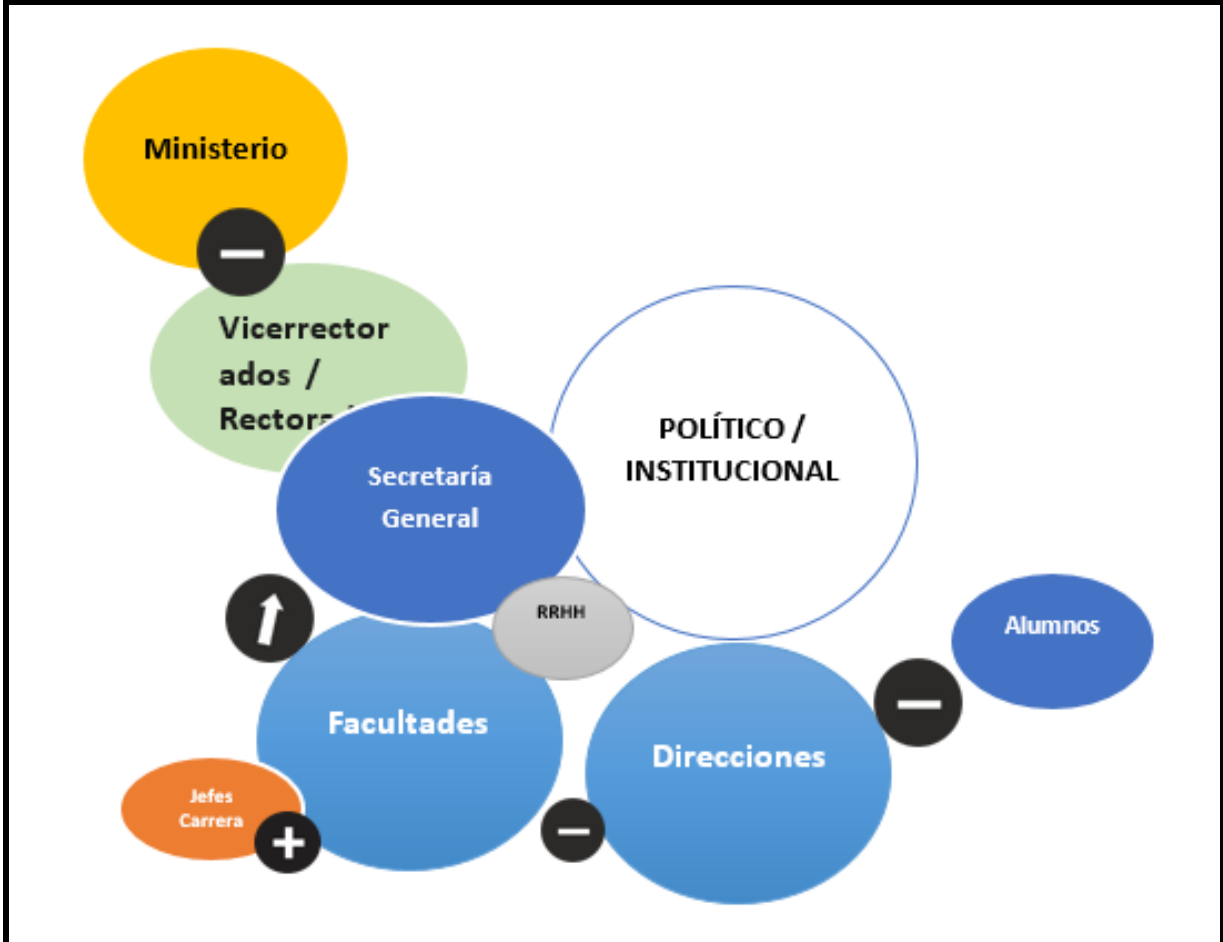 Ministerio
Vicerrector
ados /
POLÍTICO /
INSTITUCIONAL
Secretaría
General
RRHH
Alumnos
Facultades
Direcciones
Jefes
Carrera